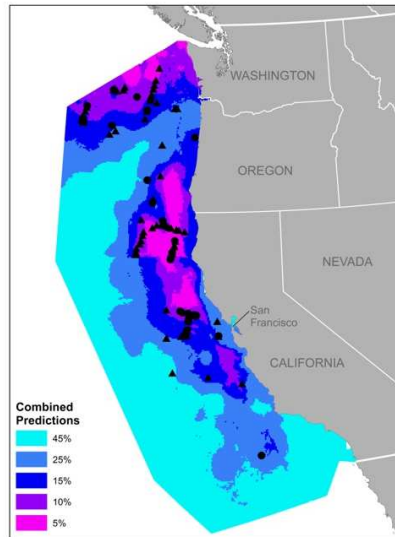 WASHINGTON
OREGON
NEVADA
San
Francisco
CALIFORNIA
Combined
Predictions
45%
25%
15%
10%
5%